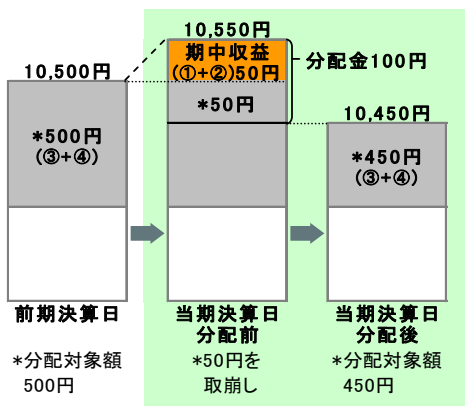 10,550円
期中収益
(①+②)50円
分配金100円
10,500円
*50円
10,450円
*500円
(③+④)
*450円
(③+④)
前期決算日
当期決算日
分配前
当期決算日
分配後
*分配対象額
500円
*50円を
取崩し
*分配対象額
450円